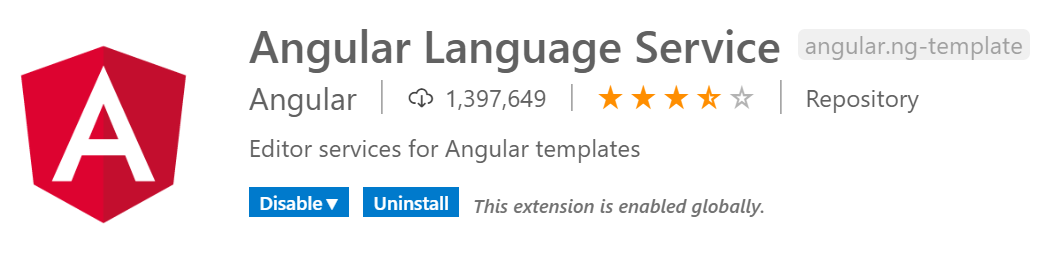 Angular Language Service angular.ng-template
Angular 1,397,649 Repository
Editor services for Angular templates
Disable▼ Uninstall This extension is enabled globally.